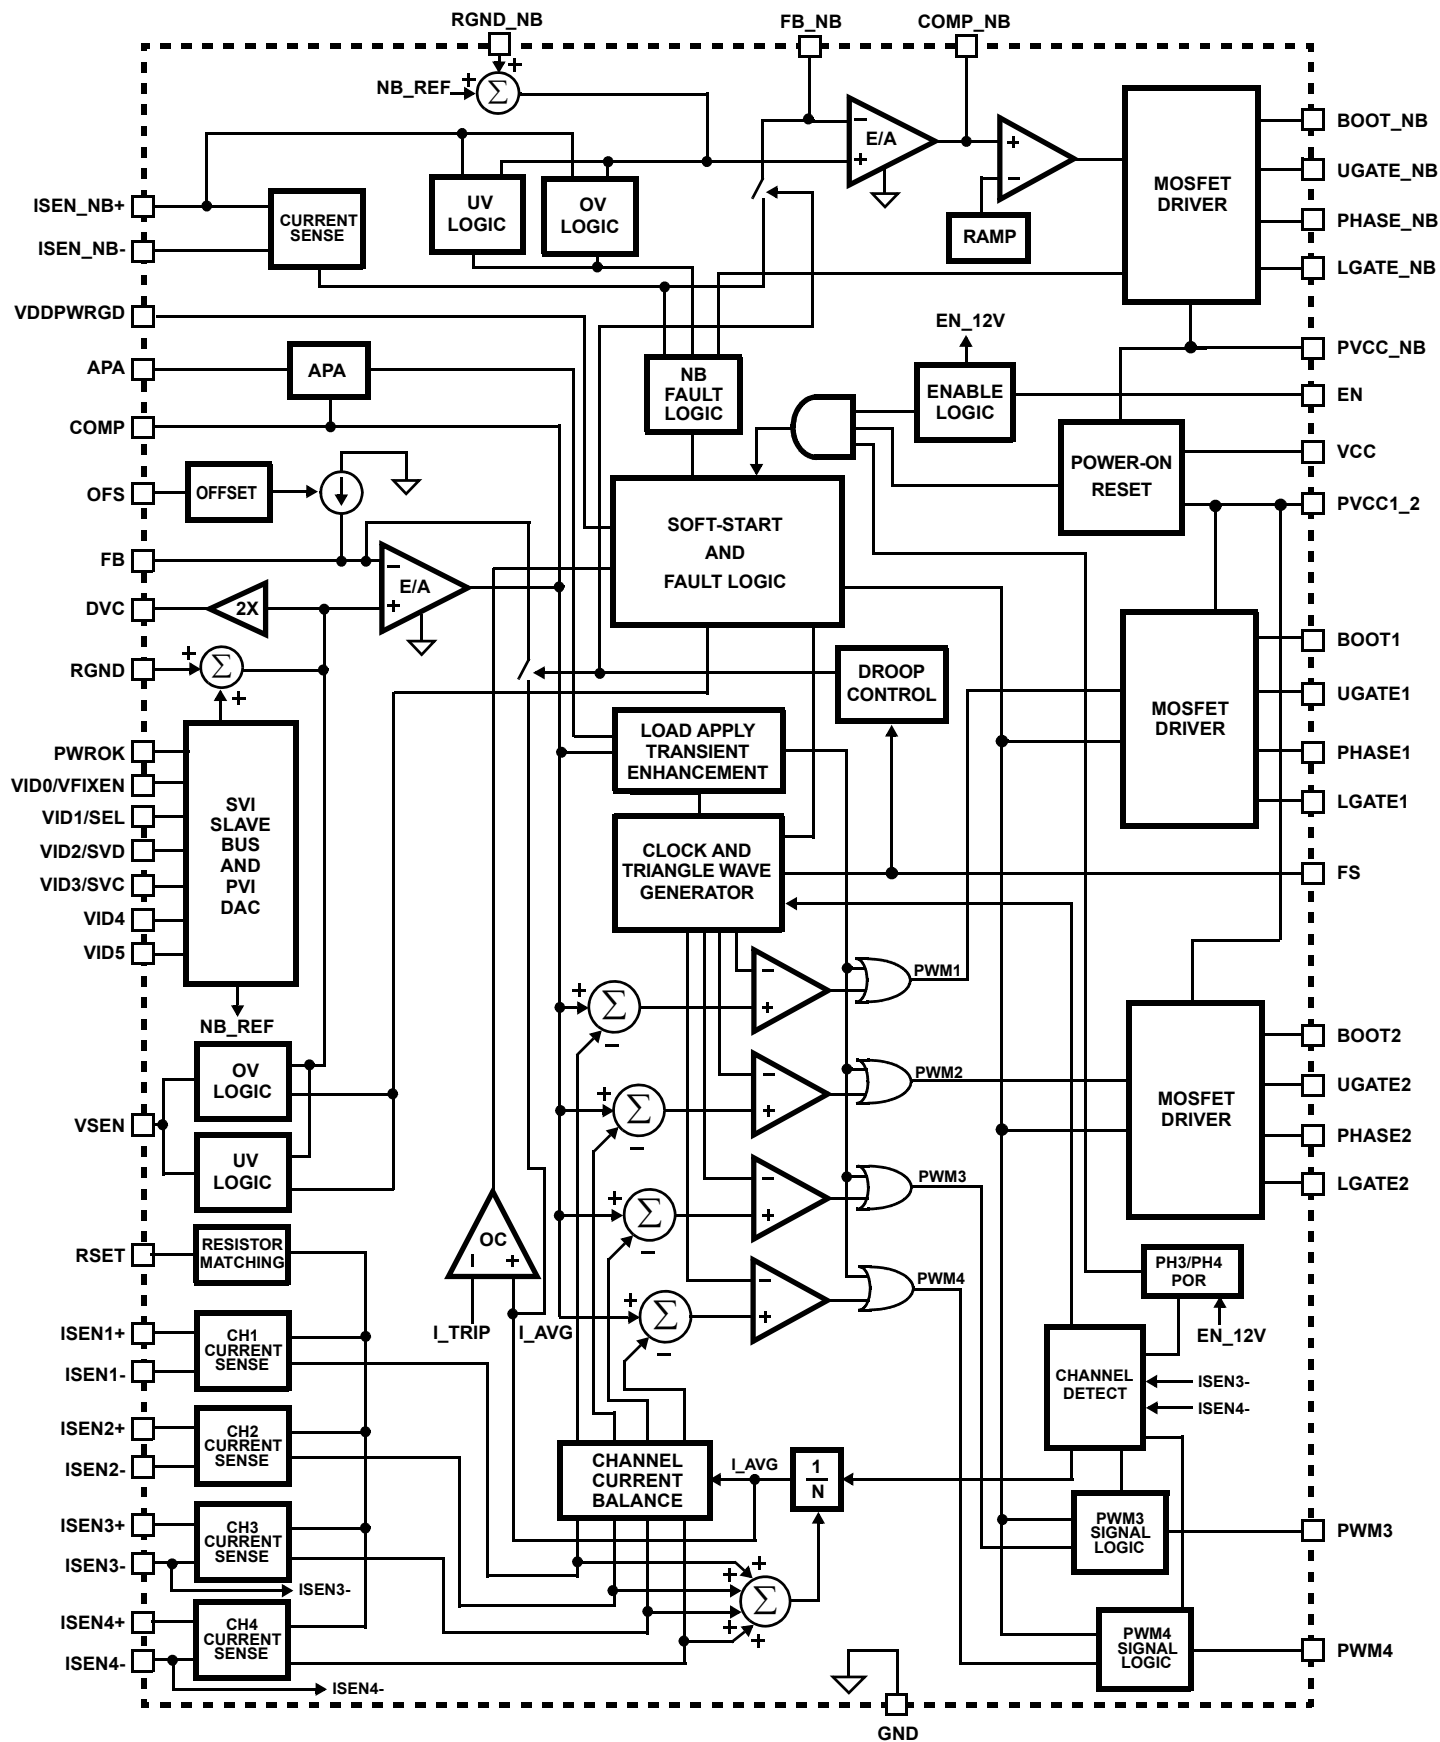 RGND_NB
FB_NB
COMP_NB
NB_REF
+
+
Σ
BOOT_NB
UGATE_NB
PHASE_NB
LGATE_NB
MOSFET
DRIVER
−
E/A
+
+
−
RAMP
ISEN_NB+
ISEN_NB-
CURRENT
SENSE
UV
LOGIC
OV
LOGIC
VDDPWRGD
EN_12V
PVCC_NB
APA
APA
NB
FAULT
LOGIC
ENABLE
LOGIC
EN
COMP
VCC
POWER-ON
RESET
OFS
OFFSET
PVCC1_2
SOFT-START
AND
FAULT LOGIC
FB
−
E/A
+
DVC
2X
BOOT1
RGND
+
Σ
+
DROOP
CONTROL
UGATE1
MOSFET
DRIVER
LOAD APPLY
TRANSIENT
ENHANCEMENT
PWROK
PHASE1
VID0/VFIXEN
SVI
SLAVE
BUS
AND
PVI
DAC
LGATE1
VID1/SEL
VID2/SVD
CLOCK AND
TRIANGLE WAVE
GENERATOR
FS
VID3/SVC
VID4
VID5
−
+
PWM1
+
Σ
−
NB_REF
OV
LOGIC
BOOT2
−
+
PWM2
UGATE2
+
Σ
−
MOSFET
DRIVER
VSEN
PHASE2
UV
LOGIC
−
+
PWM3
LGATE2
+
Σ
−
RSET
RESISTOR
MATCHING
OC
−
+
−
+
PWM4
PH3/PH4
POR
+
Σ
−
I_TRIP
I_AVG
EN_12V
ISEN1+
ISEN1-
CH1
CURRENT
SENSE
CHANNEL
DETECT
ISEN3-
ISEN4-
ISEN2+
ISEN2-
CH2
CURRENT
SENSE
CHANNEL
CURRENT
BALANCE
I_AVG
1
N
ISEN3+
ISEN3-
CH3
CURRENT
SENSE
PWM3
SIGNAL
LOGIC
PWM3
ISEN3-
+
+
Σ
+
+
ISEN4+
ISEN4-
CH4
CURRENT
SENSE
PWM4
SIGNAL
LOGIC
PWM4
ISEN4-
GND